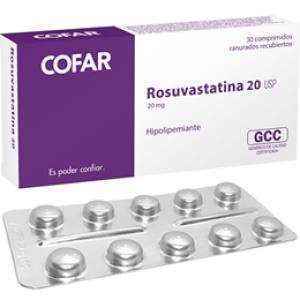 30 comprimidos
ranurados recubiertos
COFAR
Rosuvastatina 20 USP
20 mg
Hipolipemiante
GCC
GENÉRICO DE CALIDAD
CERTIFICADA
Es poder confiar.
Rosuvastatina 20